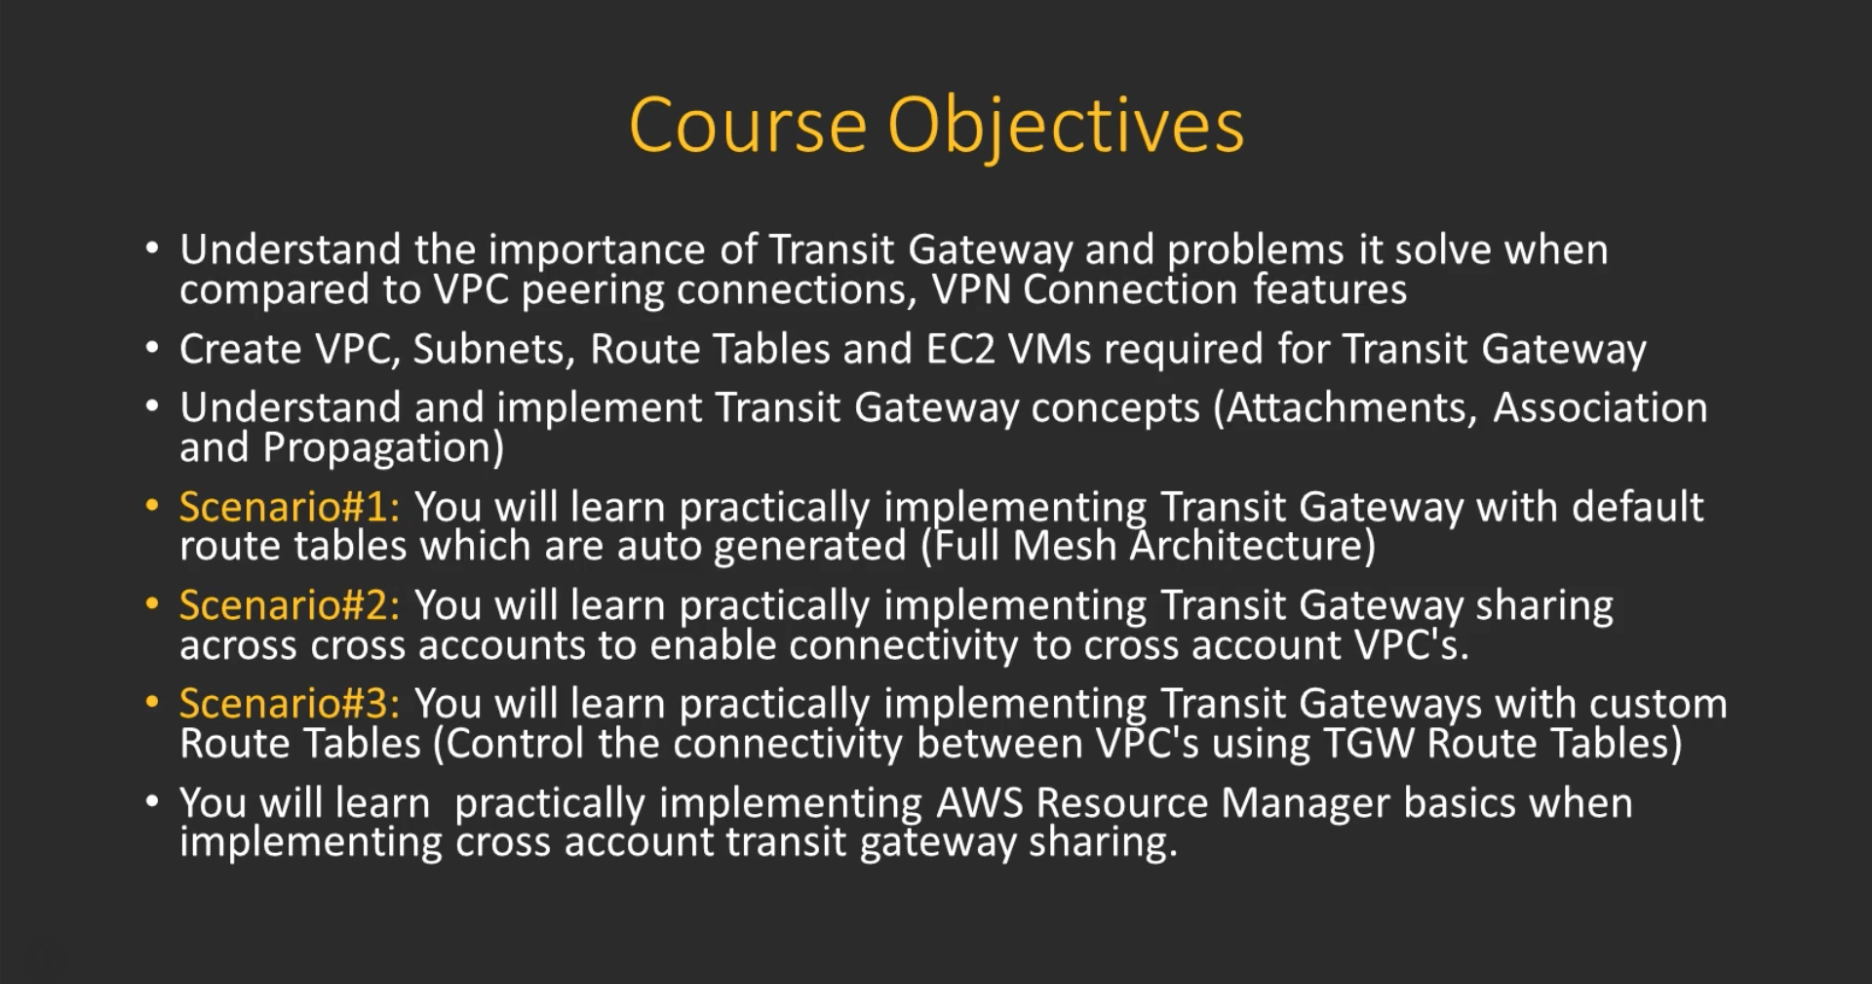 Course Objectives
• Understand the importance of Transit Gateway and problems it solve when
compared to VPC peering connections, VPN Connection features
• Create VPC, Subnets, Route Tables and EC2 VMs required for Transit Gateway
• Understand and implement Transit Gateway concepts (Attachments, Association
and Propagation)
• Scenario#1: You will learn practically implementing Transit Gateway with default
route tables which are auto generated (Full Mesh Architecture)
• Scenario#2: You will learn practically implementing Transit Gateway sharing
across cross accounts to enable connectivity to cross account VPC's.
• Scenario#3: You will learn practically implementing Transit Gateways with custom
Route Tables (Control the connectivity between VPC's using TGW Route Tables)
• You will learn  practically implementing AWS Resource Manager basics when
implementing cross account transit gateway sharing.